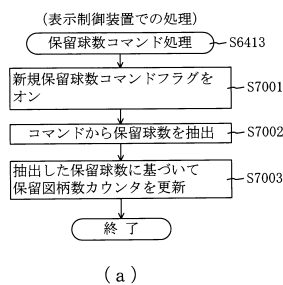 (表示制御装置での処理)
保留球数コマンド処理
S6413
新規保留球数コマンドフラグを
オン
S7001
コマンドから保留球数を抽出
S7002
抽出した保留球数に基づいて
保留図柄数カウンタを更新
S7003
終了
(a)